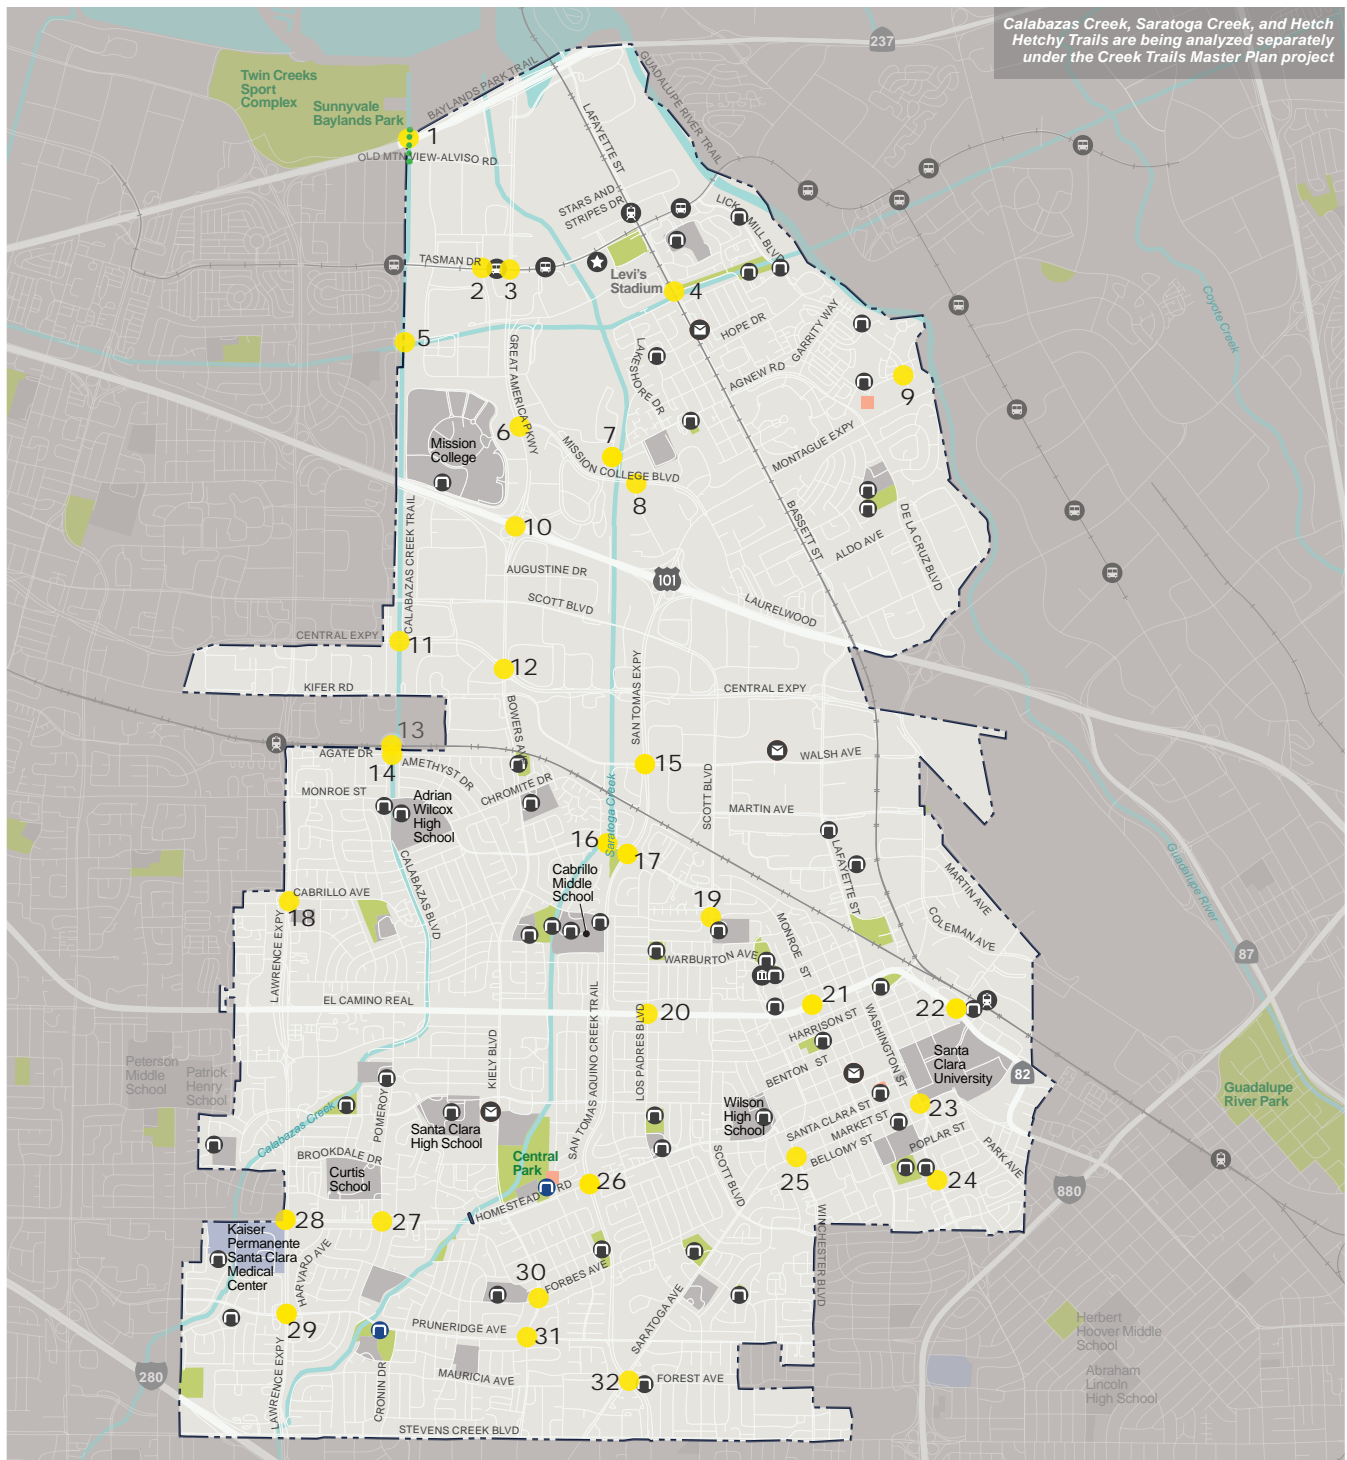 Calabazas Creek, Saratoga Creek, and Hetch
Hetchy Trails are being analyzed separately
under the Creek Trails Master Plan project
237
Twin Creeks
Sport
Complex
Sunnyvale
Baylands Park
BAYLANDS PARK TRAIL
GUADALUPE RIVER TRAIL
LAFAYETTE ST
1
OLD MTN VIEW-ALVISO RD
STARS AND
STRIPES DR
LICK MILL BLVD
TASMAN DR
2
3
Levi's
Stadium
4
Coyote Creek
5
HOPE DR
GARRITY WAY
GREAT AMERICA PKWY
LAKESHORE DR
AGNEW RD
9
6
7
Mission
College
MISSION COLLEGE BLVD
MONTAGUE EXPY
8
10
BASSETT ST
DE LA CRUZ BLVD
ALDO AVE
CALABAZAS CREEK TRAIL
AUGUSTINE DR
101
SCOTT BLVD
LAURELWOOD
CENTRAL EXPY
11
12
KIFER RD
SAN TOMAS EXPY
CENTRAL EXPY
BOWERS AVE
13
AGATE DR
14
AMETHYST DR
15
WALSH AVE
MONROE ST
CHROMITE DR
SCOTT BLVD
MARTIN AVE
Adrian
Wilcox
High
School
Saratoga Creek
16
17
LAFAYETTE ST
Guadalupe River
CALABAZAS BLVD
Cabrillo
Middle
School
MARTIN AVE
CABRILLO AVE
18
19
COLEMAN AVE
MONROE ST
LAWRENCE EXPY
WARBURTON AVE
87
EL CAMINO REAL
SAN TOMAS AQUINO CREEK TRAIL
20
21
22
HARRISON ST
WASHINGTON ST
KIELY BLVD
LOS PADRES BLVD
Peterson
Middle
School
Patrick
Henry
School
BENTON ST
Santa
Clara
University
82
Guadalupe
River Park
POMEROY
Calabazas Creek
Santa Clara
High School
Wilson
High
School
23
SANTA CLARA ST
MARKET ST
BELLOMY ST
POPLAR ST
PARK AVE
BROOKDALE DR
Central
Park
Curtis
School
SCOTT BLVD
25
24
26
880
HOMESTEAD RD
28
27
WINCHESTER BLVD
Kaiser
Permanente
Santa Clara
Medical
Center
HARVARD AVE
30
FORBES AVE
29
PRUNERIDGE AVE
31
SARATOGA AVE
Herbert
Hoover Middle
School
280
LAWRENCE EXPY
CRONIN DR
MAURICIA AVE
32
FOREST AVE
Abraham
Lincoln
High School
STEVENS CREEK BLVD